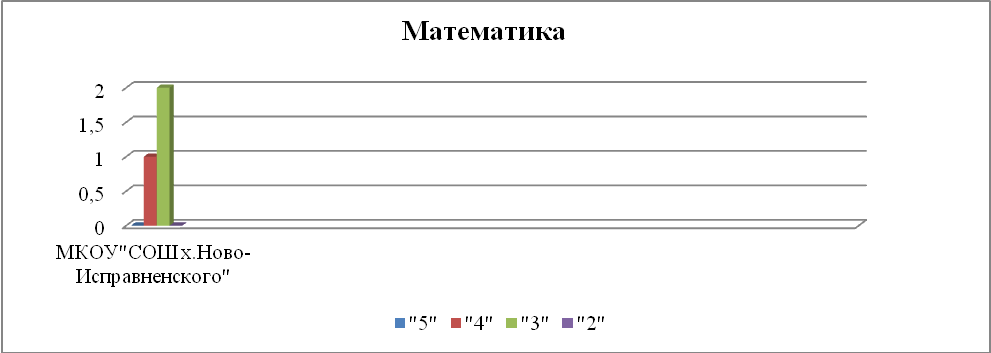 Математика
2
1,5
1
0,5
0
МКОУ"СОШ х.Ново-
Исправненского"
"5" "4" "3" "2"